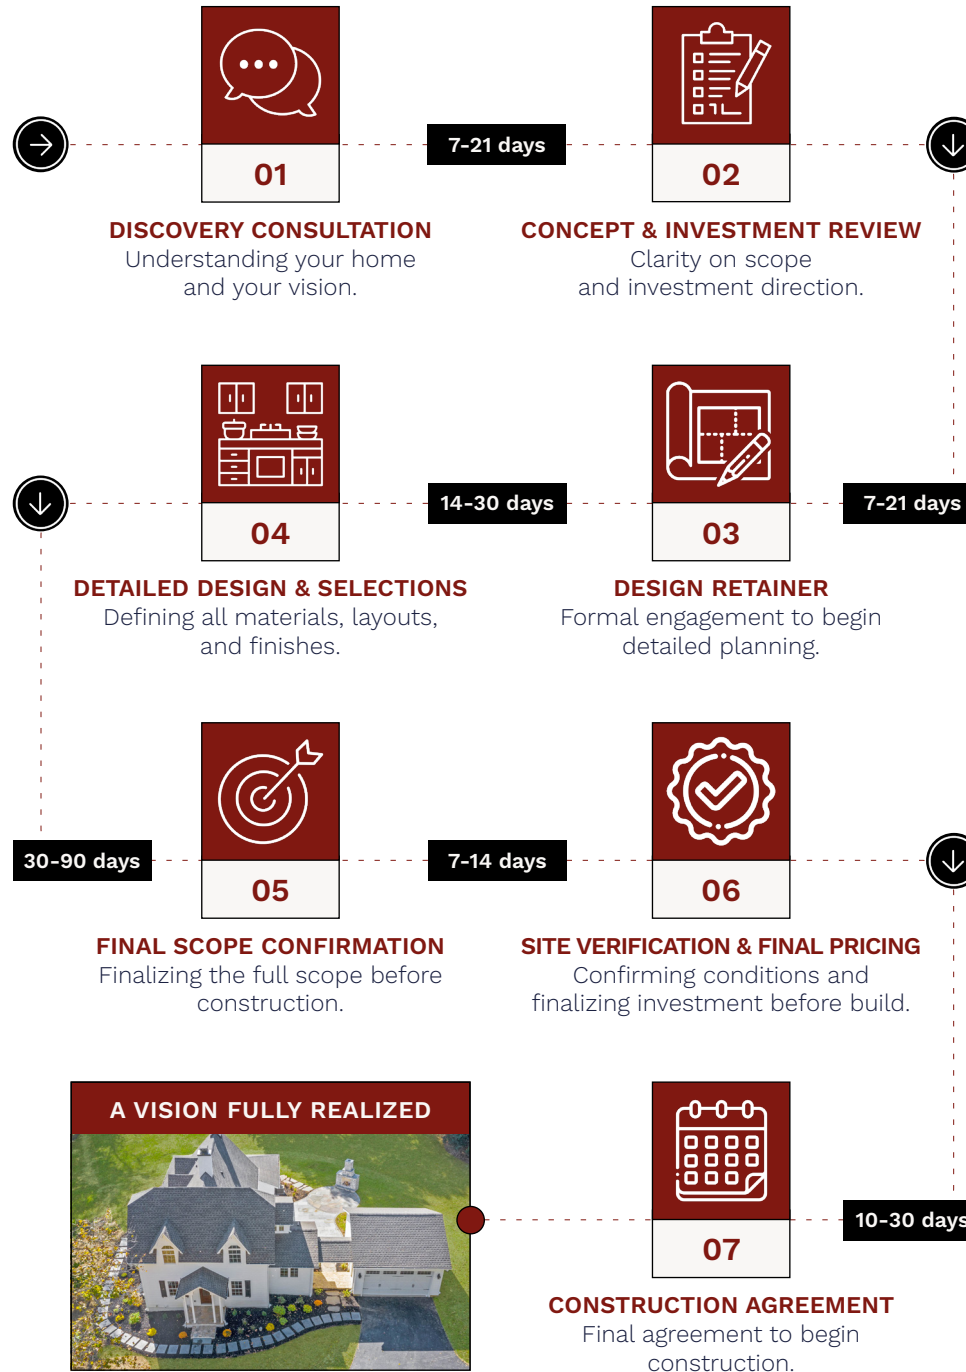 7-21 days
01
02
DISCOVERY CONSULTATION
Understanding your home
and your vision.
CONCEPT & INVESTMENT REVIEW
Clarity on scope
and investment direction.
14-30 days
7-21 days
04
03
DETAILED DESIGN & SELECTIONS
Defining all materials, layouts,
and finishes.
DESIGN RETAINER
Formal engagement to begin
detailed planning.
30-90 days
7-14 days
05
06
FINAL SCOPE CONFIRMATION
Finalizing the full scope before
construction.
SITE VERIFICATION & FINAL PRICING
Confirming conditions and
finalizing investment before build.
A VISION FULLY REALIZED
10-30 days
07
CONSTRUCTION AGREEMENT
Final agreement to begin
construction.